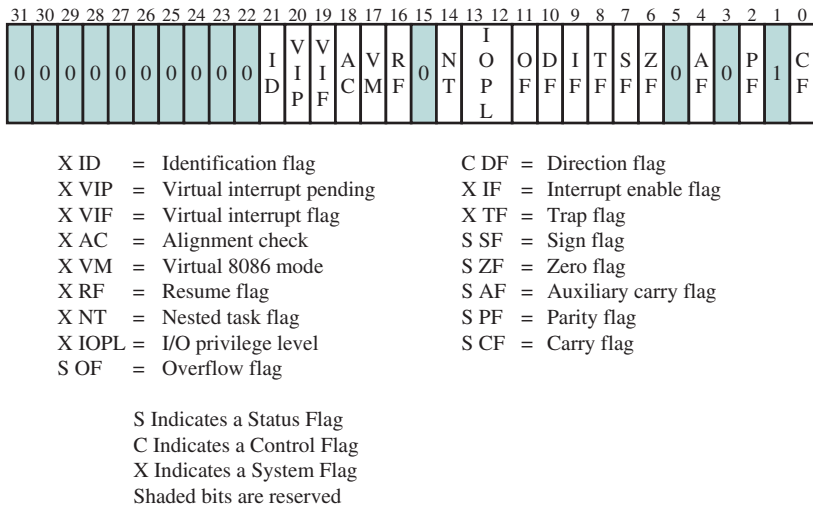 31 30 29 28 27 26 25 24 23 22 21 20 19 18 17 16 15 14 13 12 11 10 9 8 7 6 5 4 3 2 1 0
0 0 0 0 0 0 0 0 0 0 ID VIP VIF AC VM RF 0 NT IOPL OF DF IF TF SF ZF 0 AF 0 PF 1 CF
X ID = Identification flag
X VIP = Virtual interrupt pending
X VIF = Virtual interrupt flag
X AC = Alignment check
X VM = Virtual 8086 mode
X RF = Resume flag
X NT = Nested task flag
X IOPL = I/O privilege level
S OF = Overflow flag
C DF = Direction flag
X IF = Interrupt enable flag
X TF = Trap flag
S SF = Sign flag
S ZF = Zero flag
S AF = Auxiliary carry flag
S PF = Parity flag
S CF = Carry flag
S Indicates a Status Flag
C Indicates a Control Flag
X Indicates a System Flag
Shaded bits are reserved